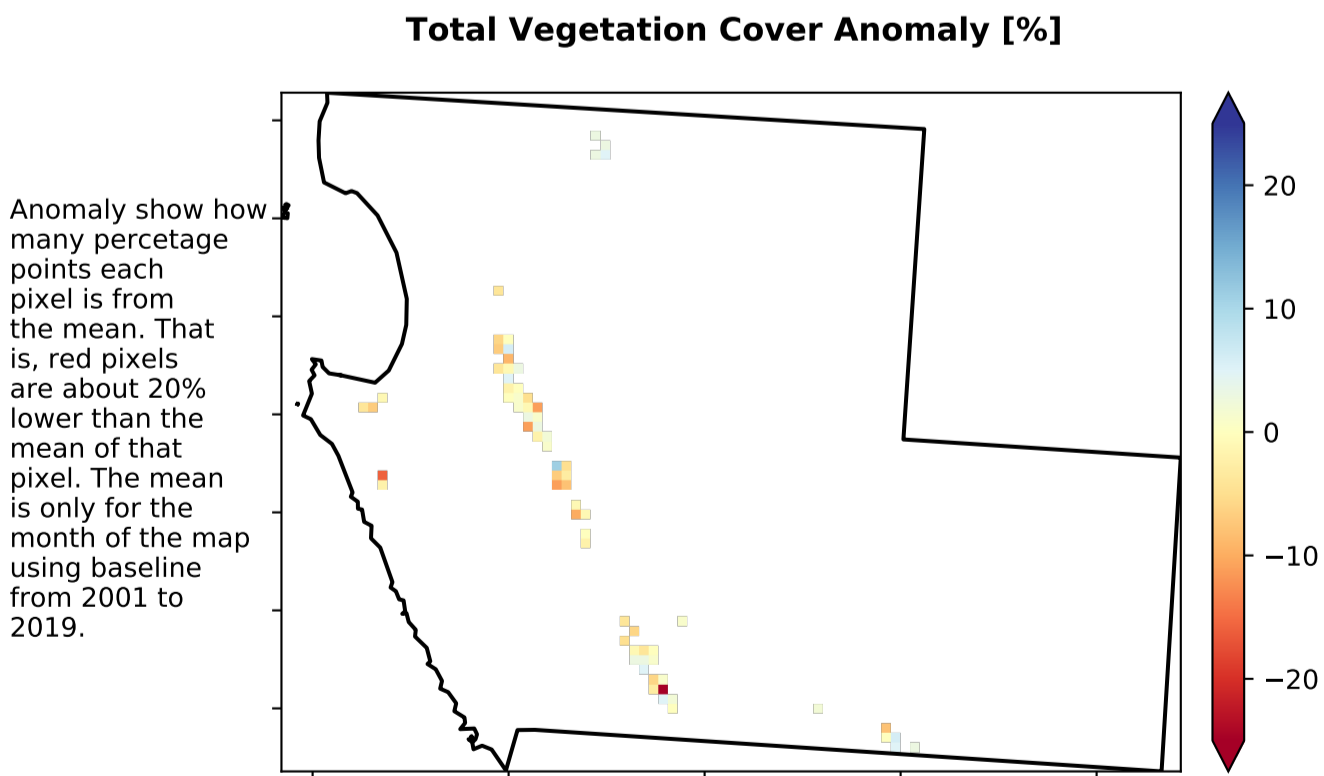 Total Vegetation Cover Anomaly [%]
Anomaly show how
many percetage
points each
pixel is from
the mean. That
is, red pixels
are about 20%
lower than the
mean of that
pixel. The mean
is only for the
month of the map
using baseline
from 2001 to
2019.
20
10
0
−10
−20